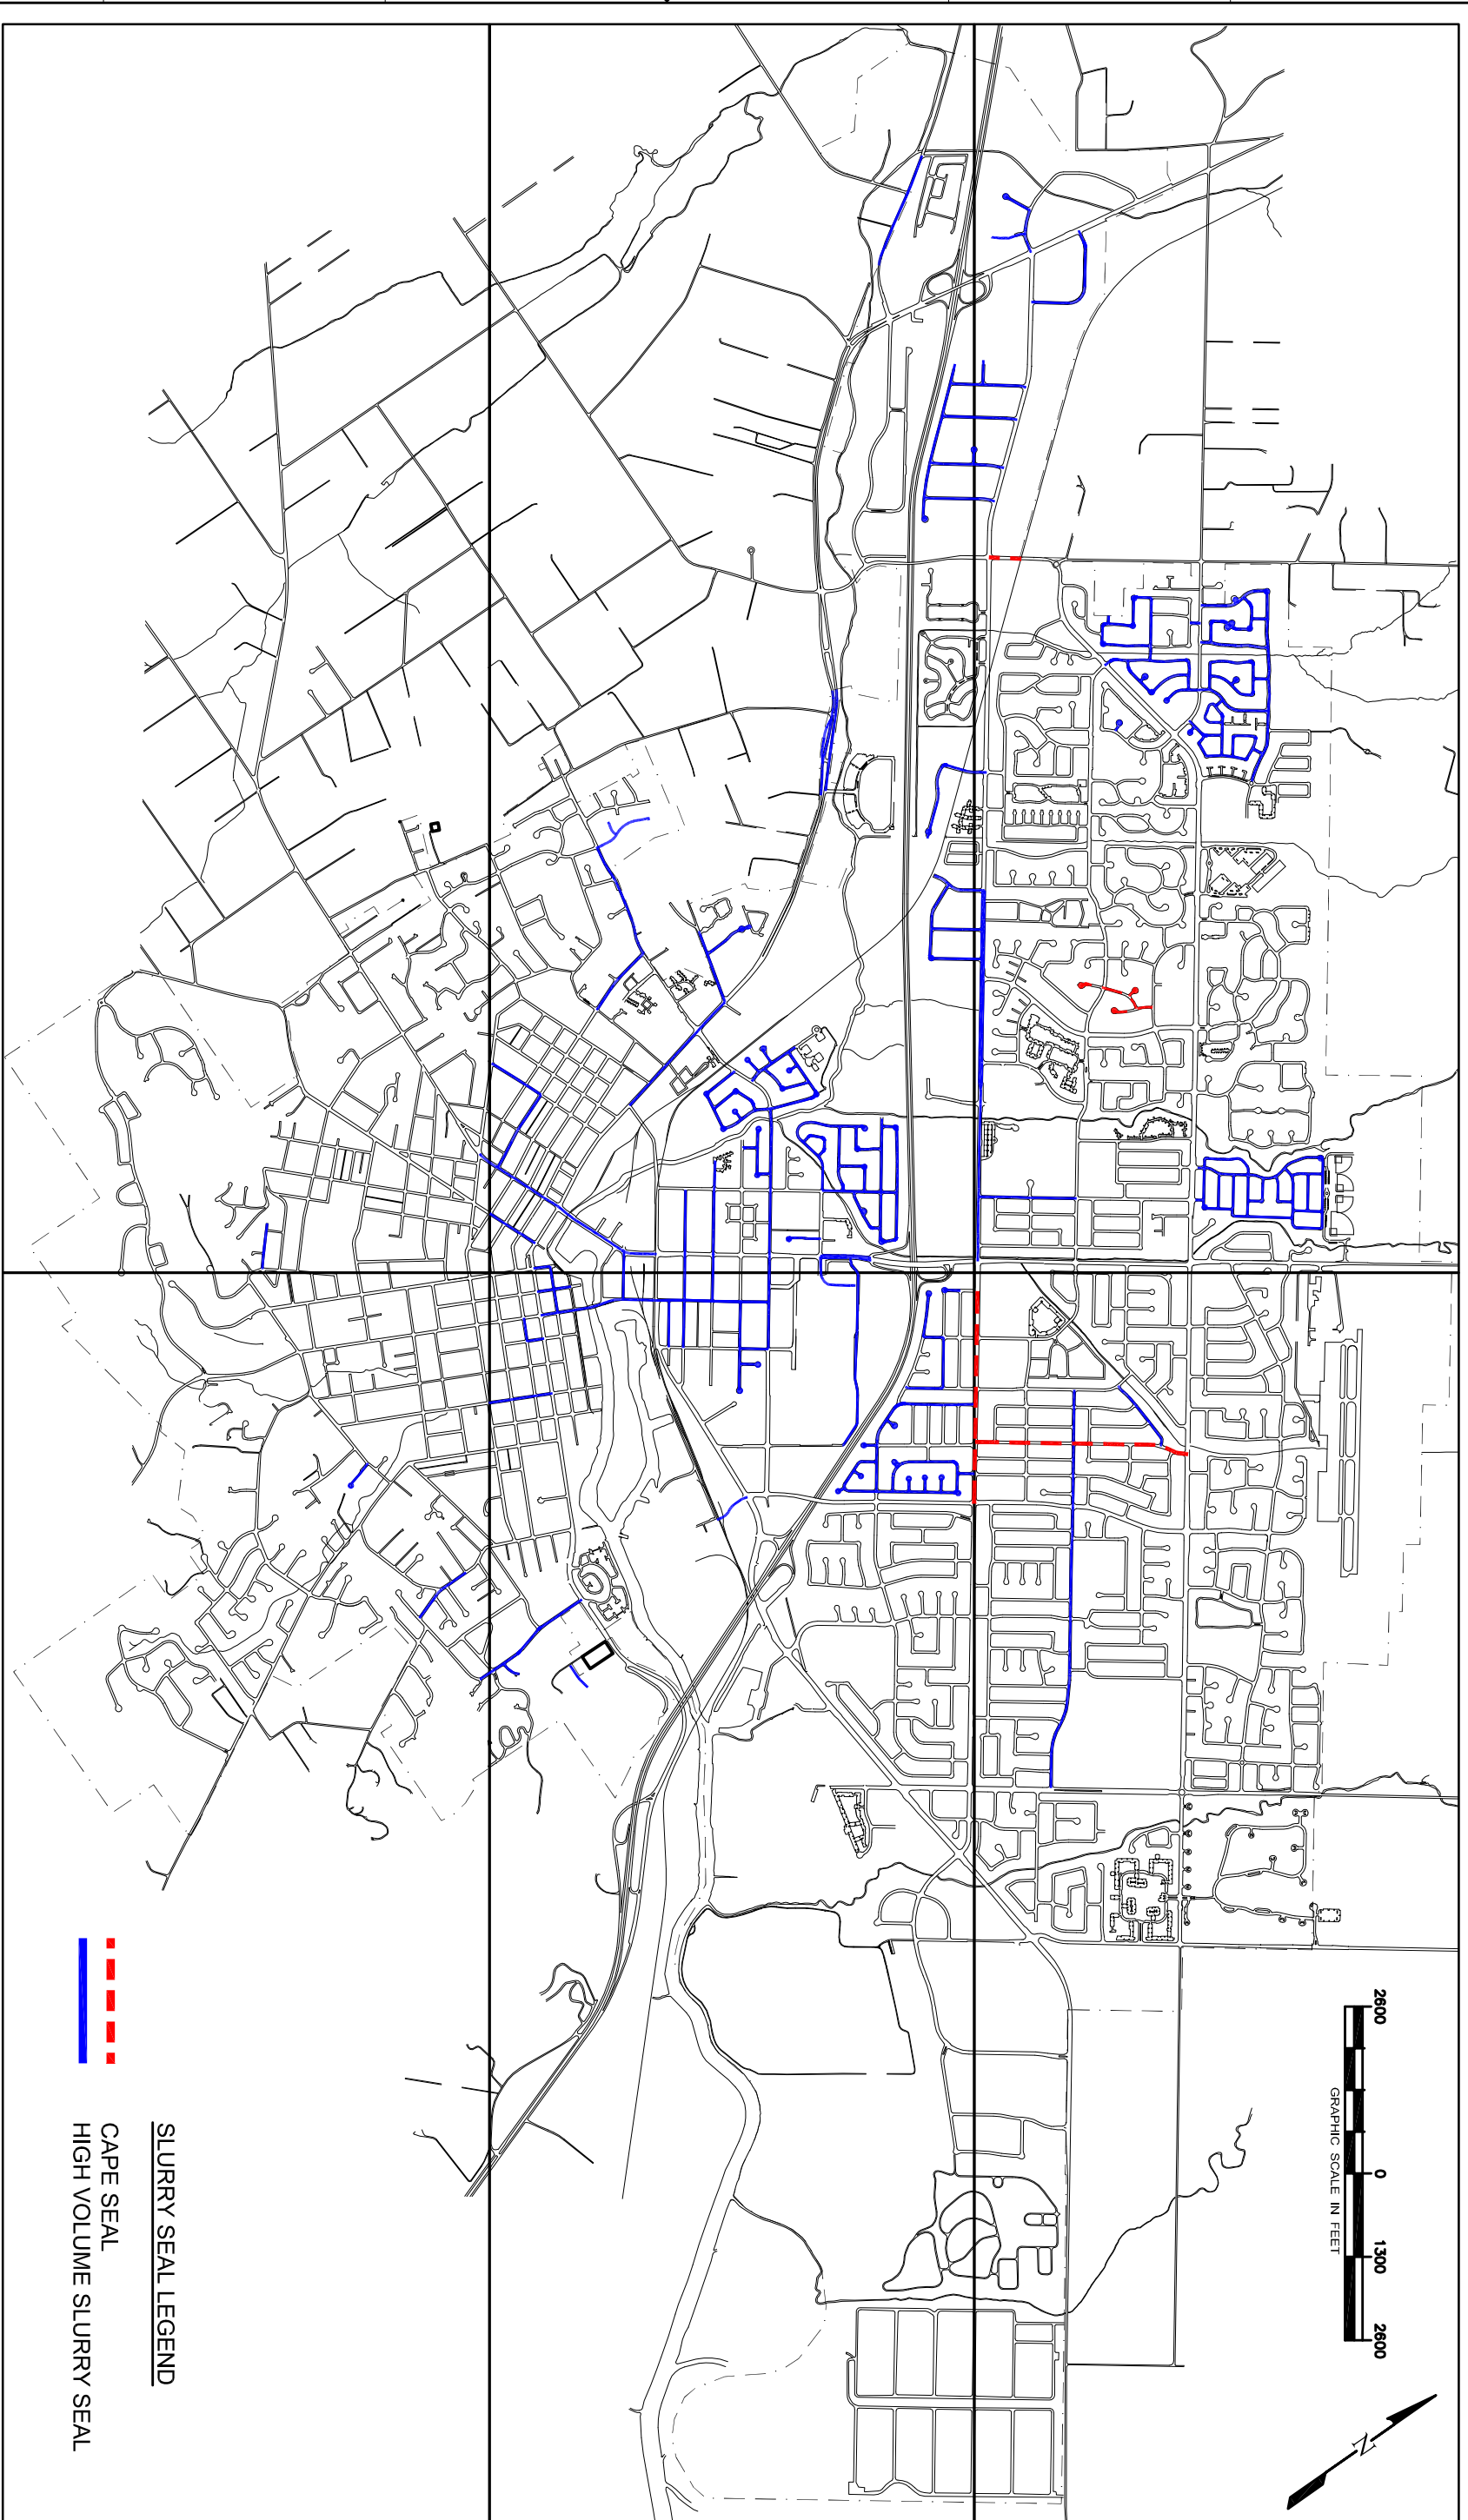 2600
0
1300
2600
GRAPHIC SCALE IN FEET
N
SLURRY SEAL LEGEND
CAPE SEAL
HIGH VOLUME SLURRY SEAL